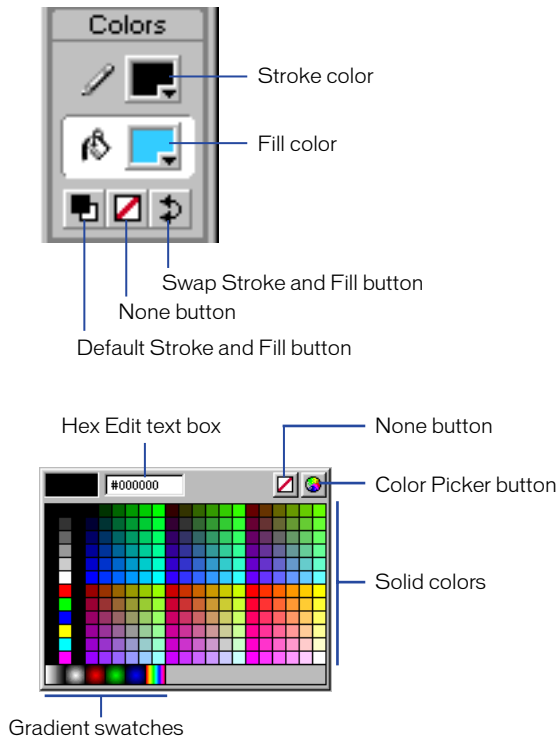 Colors
Stroke color
Fill color
Swap Stroke and Fill button
None button
Default Stroke and Fill button
Hex Edit text box
None button
#000000
Color Picker button
Solid colors
Gradient swatches